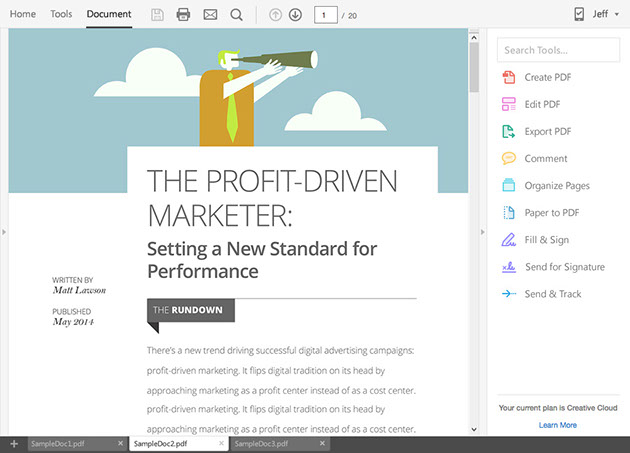 Home Tools Document 1 / 20 Jeff
THE PROFIT-DRIVEN
MARKETER:
Setting a New Standard for
Performance
WRITTEN BY
Matt Lawson
PUBLISHED
May 2014
THE RUNDOWN
There's a new trend driving successful digital advertising campaigns:
profit-driven marketing. It flips digital tradition on its head by
approaching marketing as a profit center instead of as a cost center.
profit-driven marketing. It flips digital tradition on its head by
approaching marketing as a profit center instead of as a cost center.
Search Tools...
Create PDF
Edit PDF
Export PDF
Comment
Organize Pages
Paper to PDF
Fill & Sign
Send for Signature
Send & Track
Your current plan is Creative Cloud
Learn More
+ SampleDoc1.pdf × SampleDoc2.pdf × SampleDoc3.pdf ×